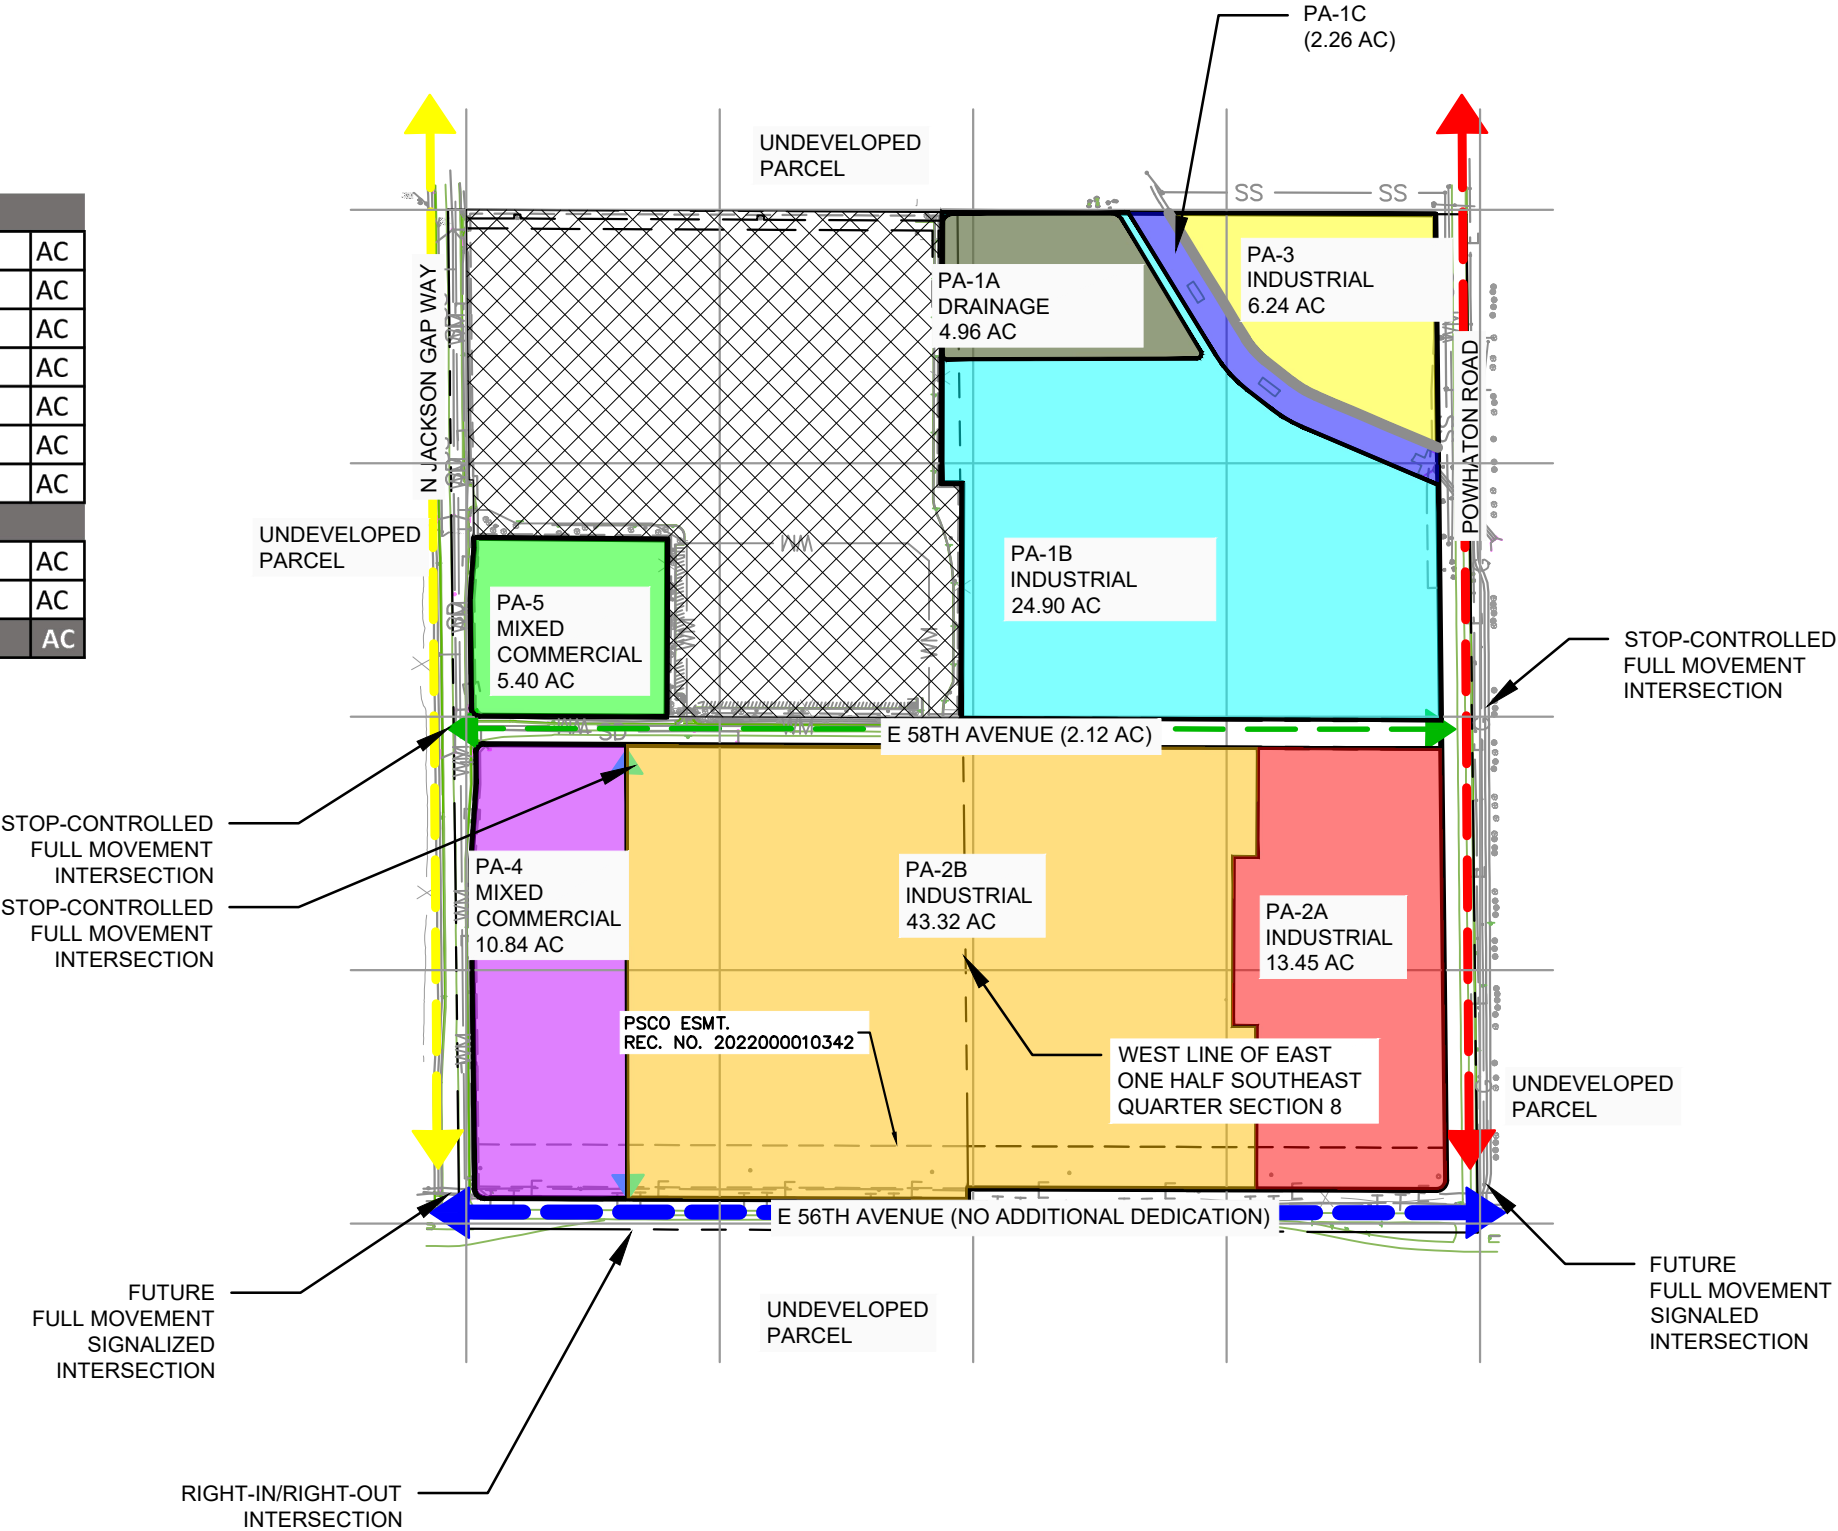 PA-1C
(2.26 AC)
UNDEVELOPED
PARCEL
SS
SS
AC
AC
AC
AC
AC
AC
AC
AC
AC
AC
N JACKSON GAP WAY
PA-1A
DRAINAGE
4.96 AC
PA-3
INDUSTRIAL
6.24 AC
POWHATON ROAD
UNDEVELOPED
PARCEL
PA-1B
INDUSTRIAL
24.90 AC
PA-5
MIXED
COMMERCIAL
5.40 AC
STOP-CONTROLLED
FULL MOVEMENT
INTERSECTION
E 58TH AVENUE (2.12 AC)
STOP-CONTROLLED
FULL MOVEMENT
INTERSECTION
STOP-CONTROLLED
FULL MOVEMENT
INTERSECTION
PA-4
MIXED
COMMERCIAL
10.84 AC
PA-2B
INDUSTRIAL
43.32 AC
PA-2A
INDUSTRIAL
13.45 AC
PSCO ESMT.
REC. NO. 2022000010342
WEST LINE OF EAST
ONE HALF SOUTHEAST
QUARTER SECTION 8
UNDEVELOPED
PARCEL
E 56TH AVENUE (NO ADDITIONAL DEDICATION)
FUTURE
FULL MOVEMENT
SIGNALIZED
INTERSECTION
UNDEVELOPED
PARCEL
FUTURE
FULL MOVEMENT
SIGNALED
INTERSECTION
RIGHT-IN/RIGHT-OUT
INTERSECTION